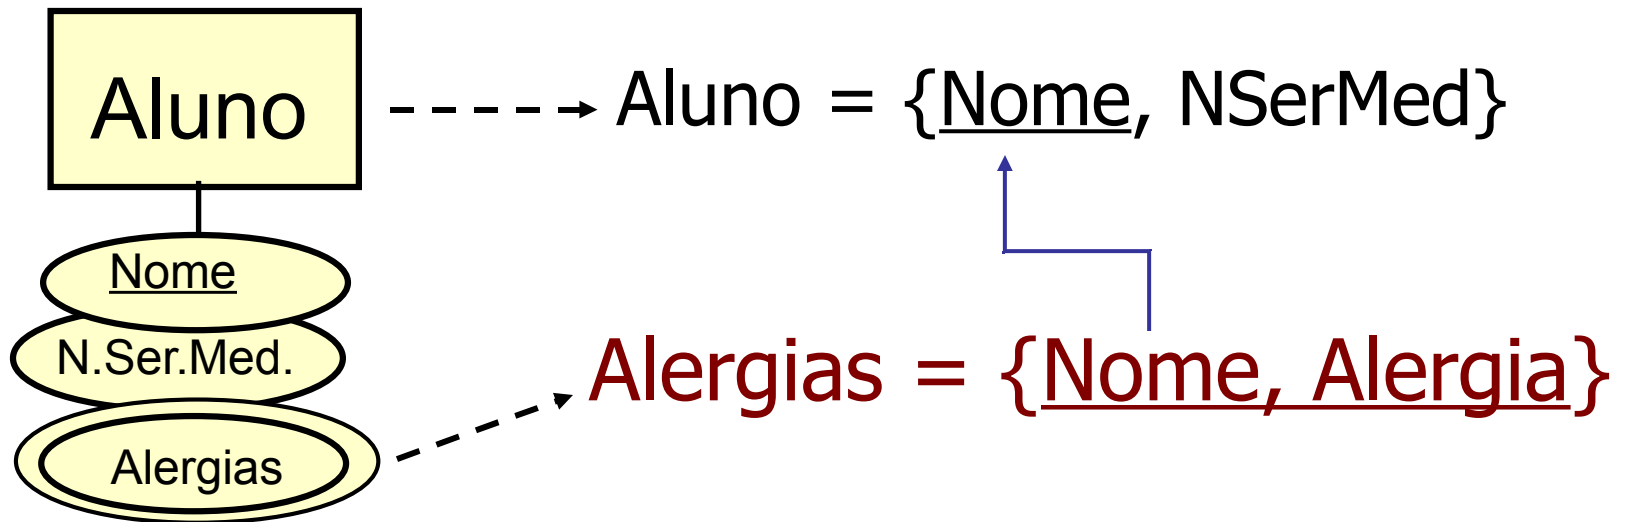 Aluno
Aluno = {Nome, NSerMed}
Nome
N.Ser.Med.
Alergias = {Nome, Alergia}
Alergias